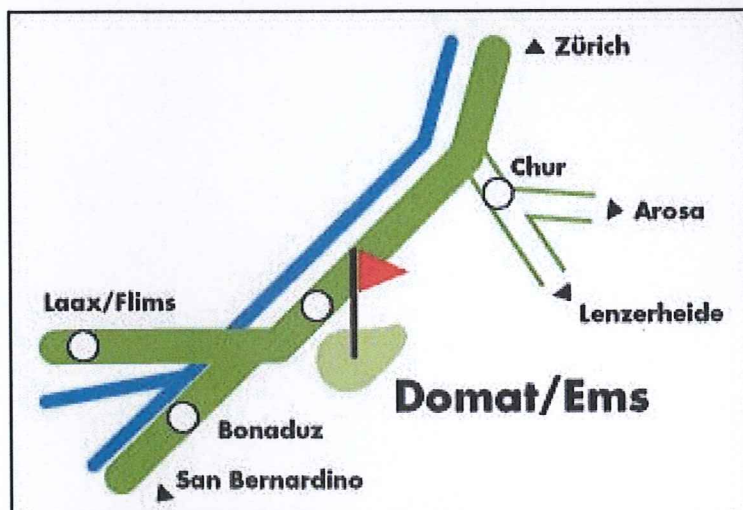 Zürich
Chur
Arosa
Laax/Flims
Lenzerheide
Domat/Ems
Bonaduz
San Bernardino